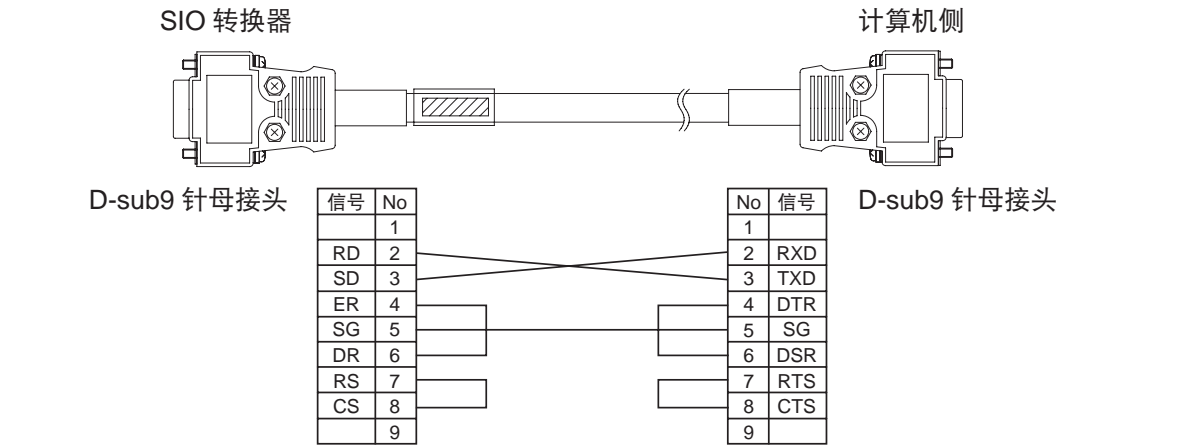 SIO 转换器 计算机侧
D-sub9 针母接头 D-sub9 针母接头
信号 No No 信号
1 1
RD 2 2 RXD
SD 3 3 TXD
ER 4 4 DTR
SG 5 5 SG
DR 6 6 DSR
RS 7 7 RTS
CS 8 8 CTS
9 9